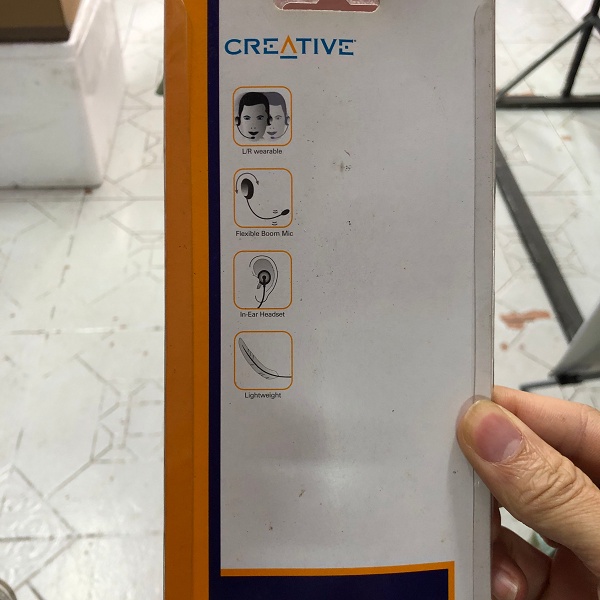 CREATIVE
L/R wearable
Flexible Boom Mic
In-Ear Headset
Lightweight